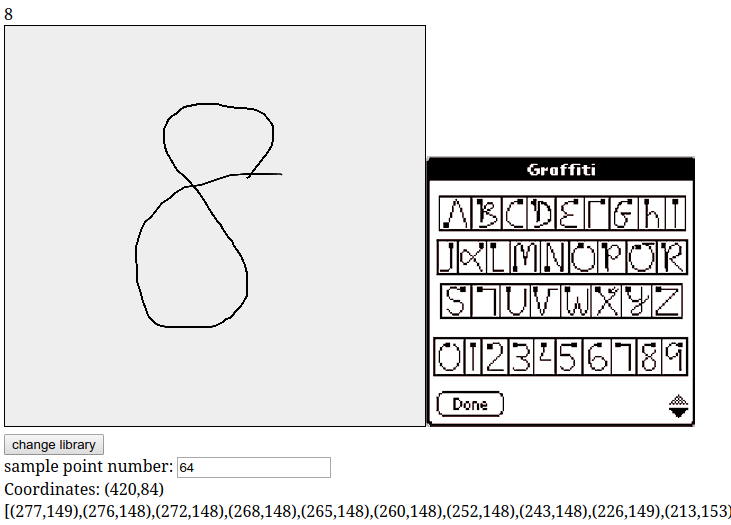 8
8
Graffiti
A B C D E F G H I
J K L M N O P Q R
S T U V W X Y Z
0 1 2 3 4 5 6 7 8 9
Done
change library
sample point number: 64
Coordinates: (420,84)
[(277,149),(276,148),(272,148),(268,148),(265,148),(260,148),(252,148),(243,148),(226,149),(213,153)